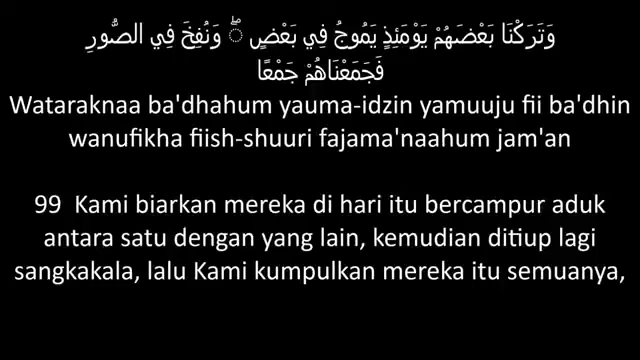 وَتَرَكْنَا بَعْضَهُمْ يَوْمَئِذٍ يَمُوجُ فِي بَعْضٍ ۖ وَنُفِخَ فِي الصُّورِ
فَجَمَعْنَاهُمْ جَمْعًا
Wataraknaa ba'dhahum yauma-idzin yamuuju fii ba'dhin
wanufikha fiish-shuuri fajama'naahum jam'an
99 Kami biarkan mereka di hari itu bercampur aduk
antara satu dengan yang lain, kemudian ditiup lagi
sangkakala, lalu Kami kumpulkan mereka itu semuanya,